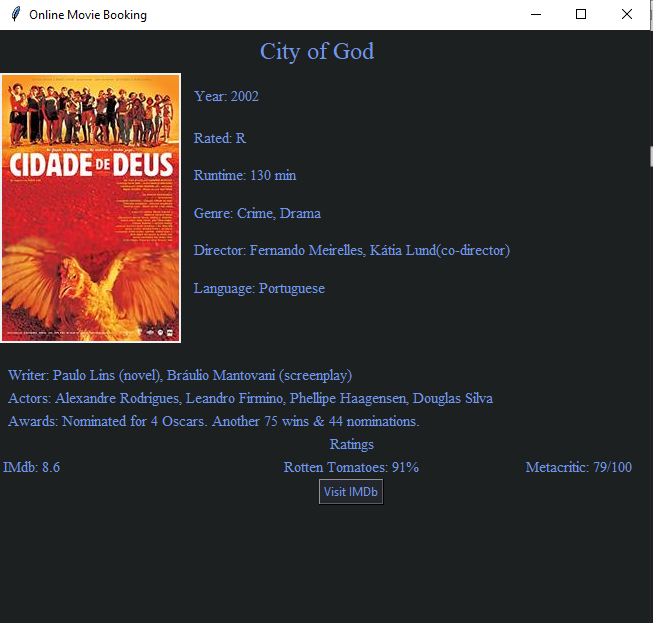 Online Movie Booking
City of God
CIDADE DE DEUS
Year: 2002
Rated: R
Runtime: 130 min
Genre: Crime, Drama
Director: Fernando Meirelles, Kátia Lund(co-director)
Language: Portuguese
Writer: Paulo Lins (novel), Bráulio Mantovani (screenplay)
Actors: Alexandre Rodrigues, Leandro Firmino, Phellipe Haagensen, Douglas Silva
Awards: Nominated for 4 Oscars. Another 75 wins & 44 nominations.
Ratings
IMdb: 8.6 Rotten Tomatoes: 91% Metacritic: 79/100
Visit IMDb